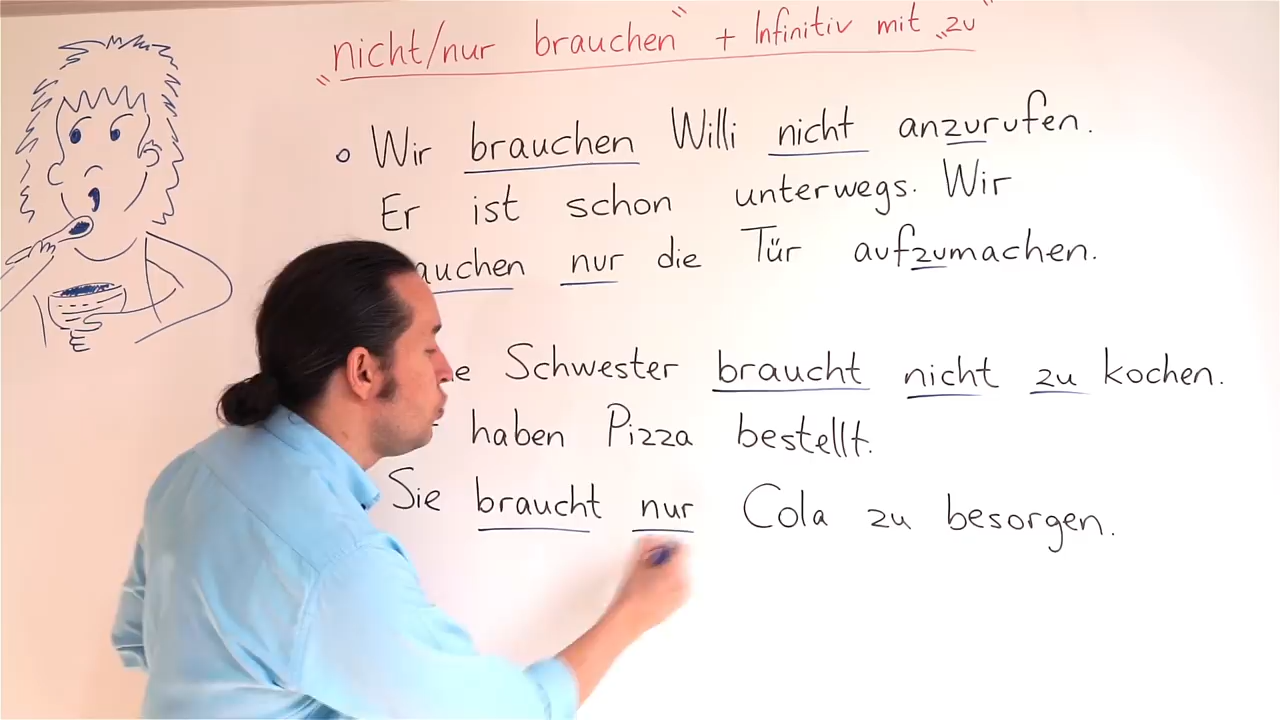 "nicht/nur brauchen" + Infinitiv mit "zu"
o Wir brauchen Willi nicht anzurufen.
Er ist schon unterwegs. Wir
auchen nur die Tür aufzumachen.
e Schwester braucht nicht zu kochen.
haben Pizza bestellt.
Sie braucht nur Cola zu besorgen.